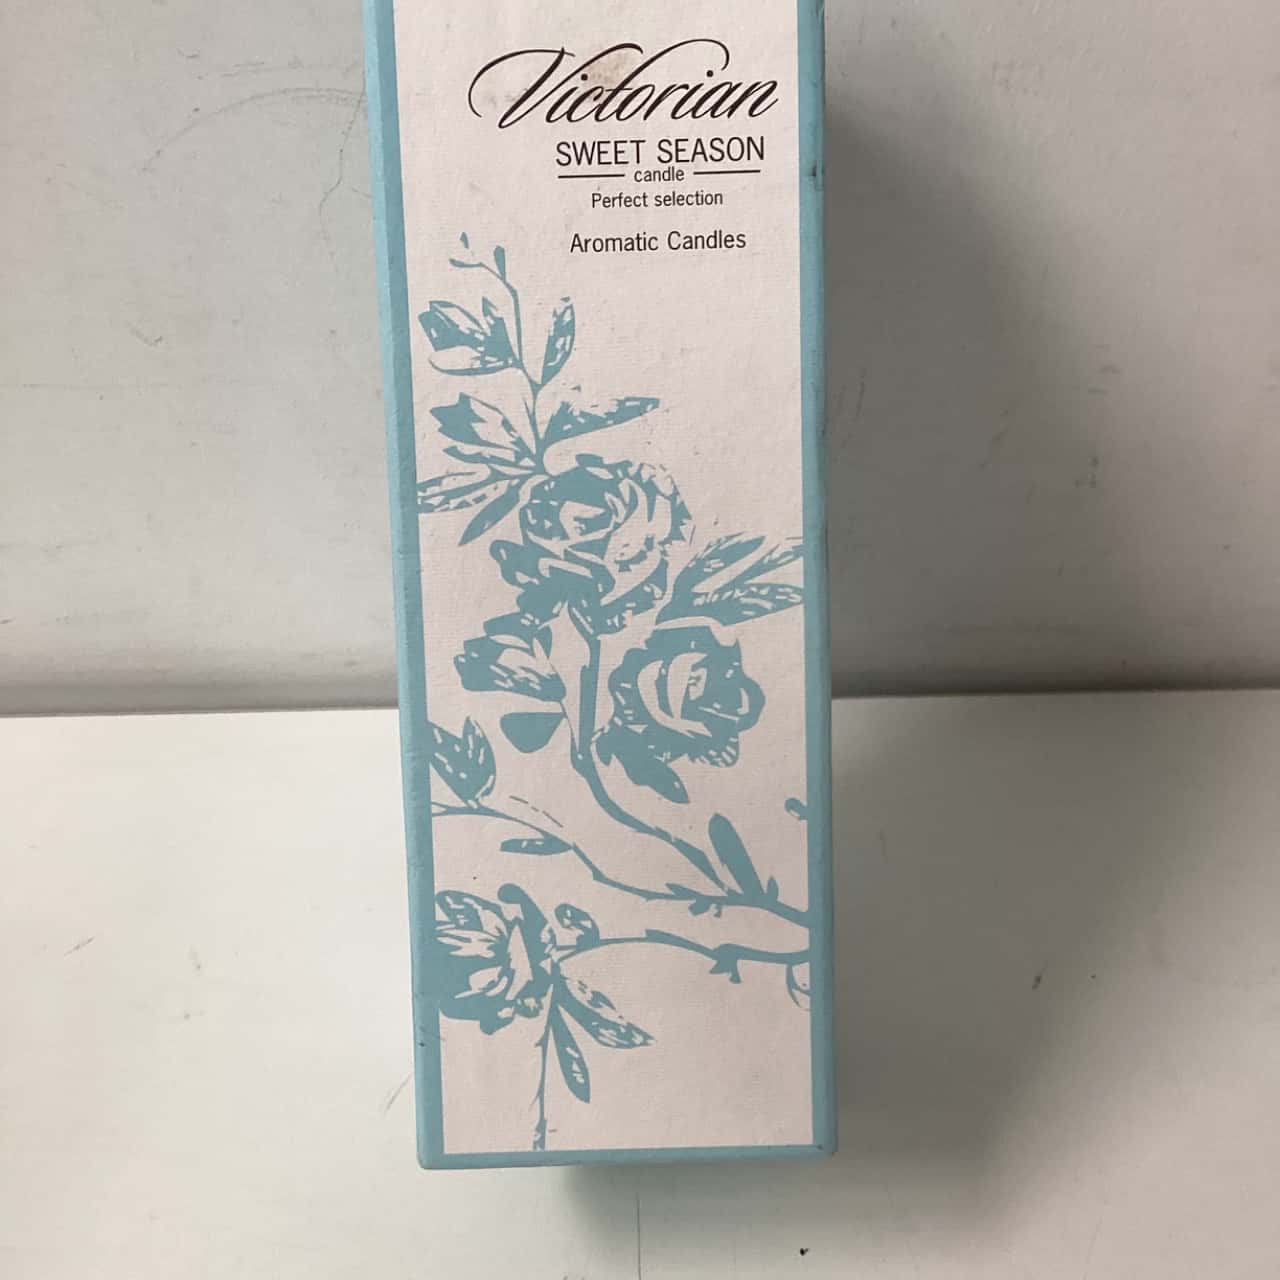 Victorian
SWEET SEASON
candle
Perfect selection
Aromatic Candles